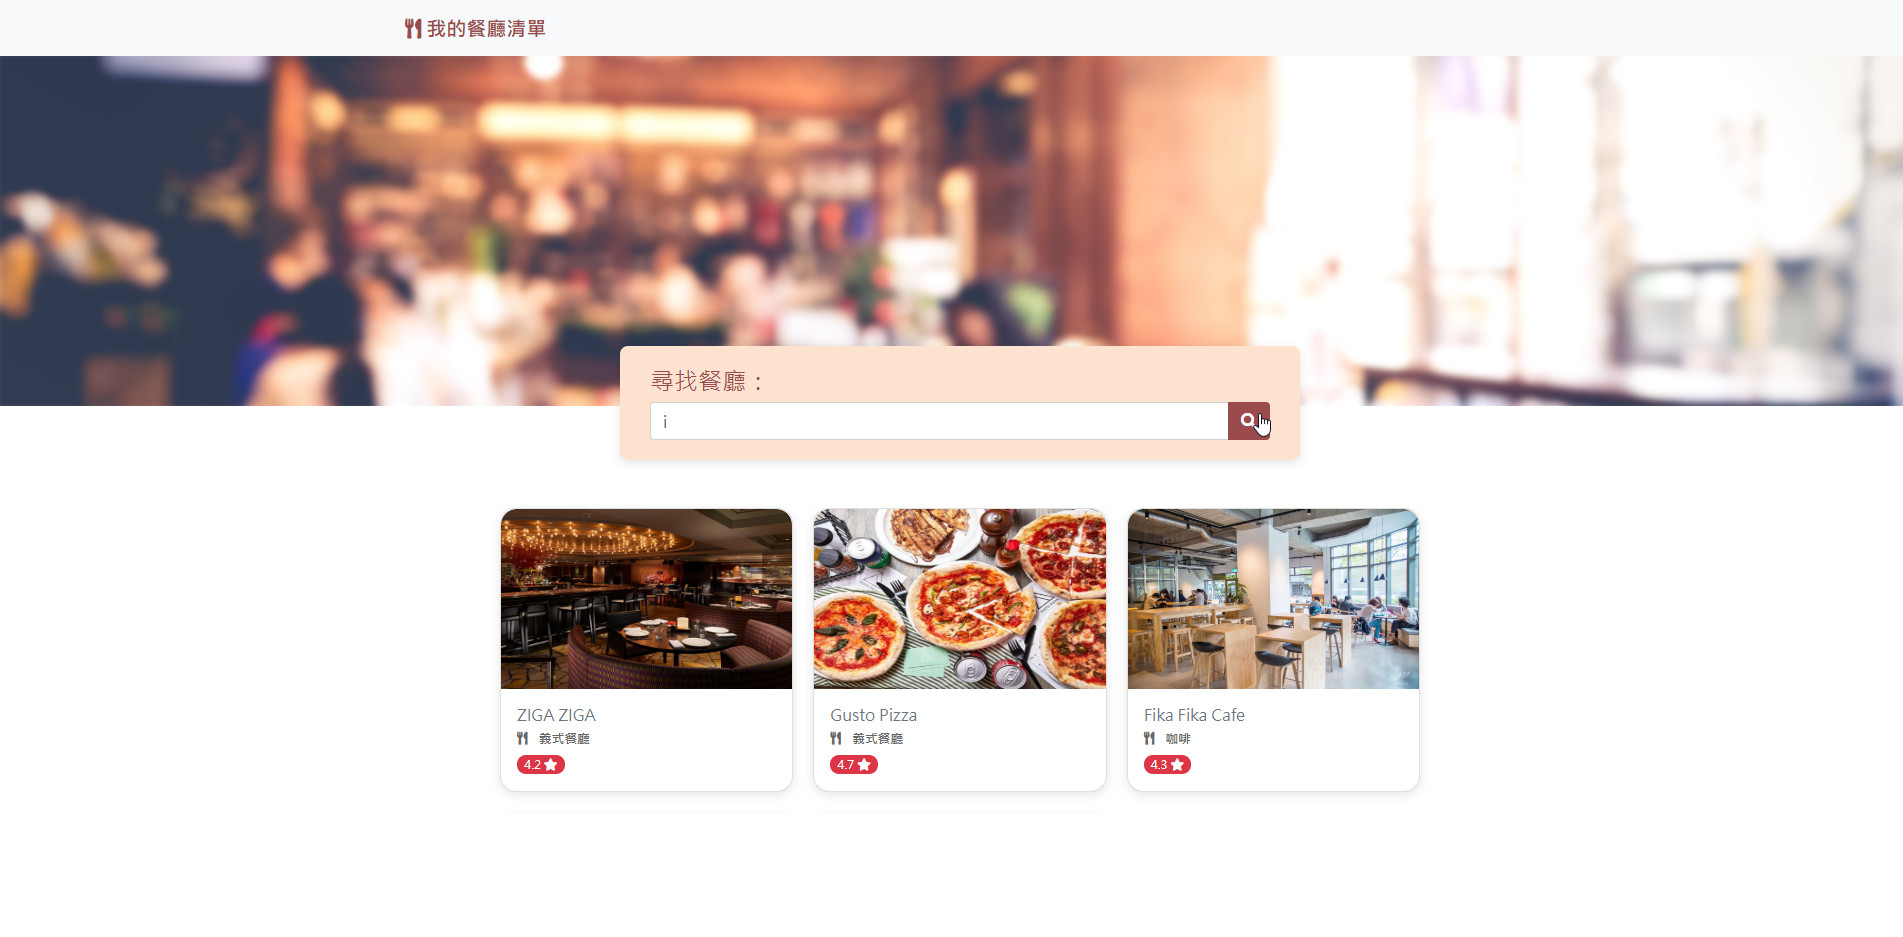 我的餐廳清單
尋找餐廳：
i
ZIGA ZIGA
義式餐廳
4.2
Gusto Pizza
義式餐廳
4.7
Fika Fika Cafe
咖啡
4.3